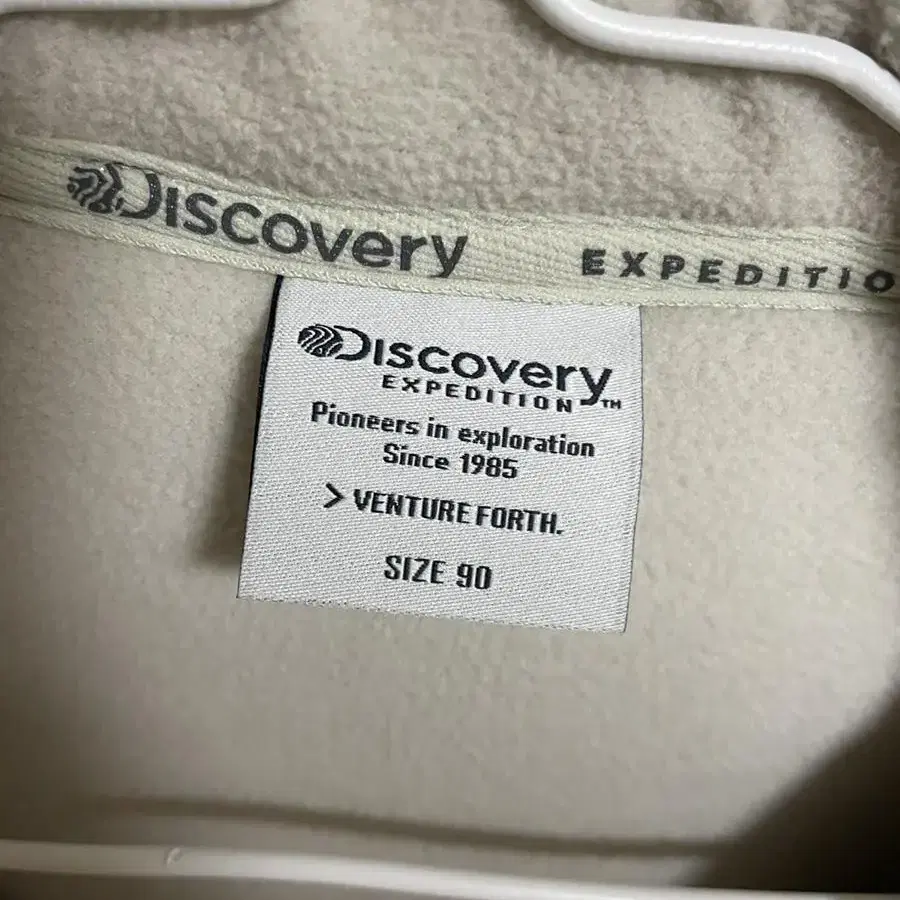 DISCOVERY
EXPEDITIO
DISCOVERY
EXPEDITION™
Pioneers in exploration
Since 1985
> VENTURE FORTH.
SIZE 90